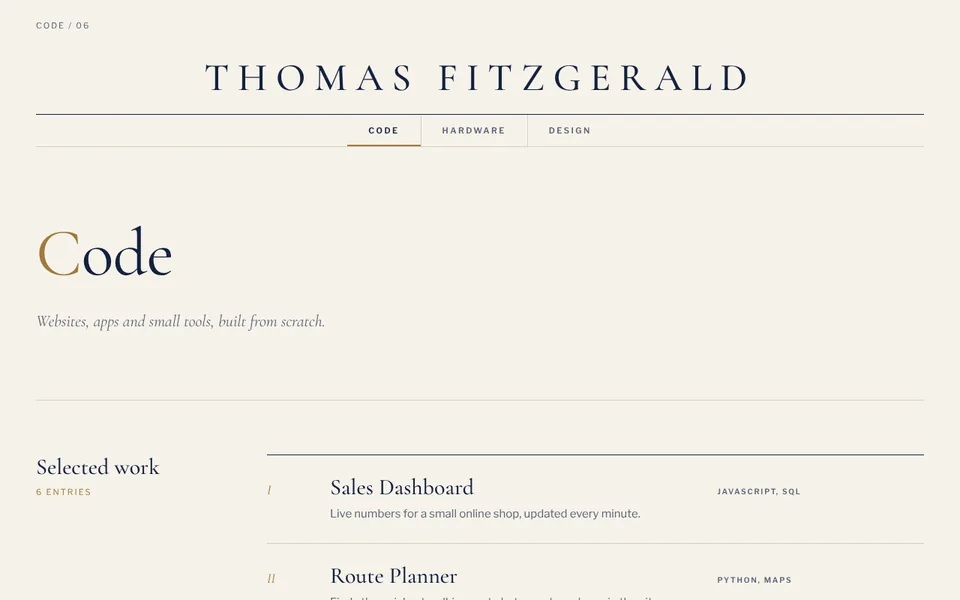 CODE / 06
THOMAS FITZGERALD
CODE
HARDWARE
DESIGN
Code
Websites, apps and small tools, built from scratch.
Selected work
6 ENTRIES
I
Sales Dashboard
JAVASCRIPT, SQL
Live numbers for a small online shop, updated every minute.
II
Route Planner
PYTHON, MAPS